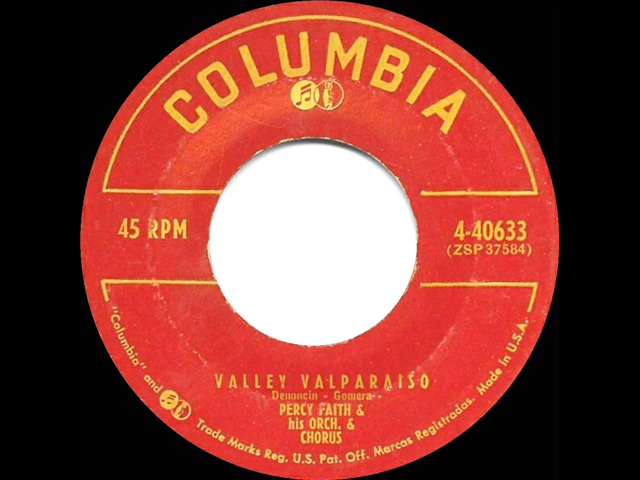 COLUMBIA
45 RPM
4-40633
(ZSP 37584)
VALLEY VALPARAISO
- Denoncin - Gomera -
PERCY FAITH &
his ORCH. &
CHORUS
"Columbia" and Trade Marks Reg. U.S. Pat. Off. Marcas Registradas. Made in U.S.A.